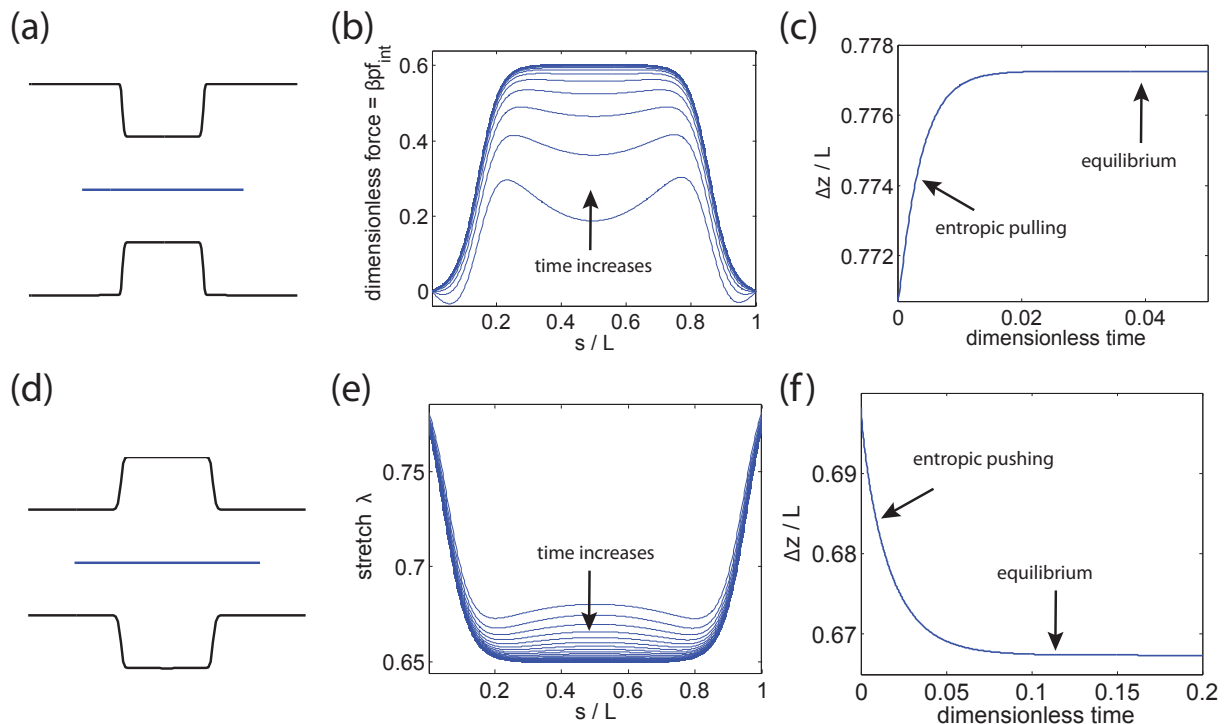 (a)
(b)
dimensionless force = βpf_int
0.6
0.4
0.2
0
0.2
0.4
0.6
0.8
1
s / L
time increases
(c)
Δz / L
0.778
0.776
0.774
0.772
0
0.02
0.04
dimensionless time
equilibrium
entropic pulling
(d)
(e)
stretch λ
0.75
0.7
0.65
0.2
0.4
0.6
0.8
1
s / L
time increases
(f)
Δz / L
0.69
0.68
0.67
0
0.05
0.1
0.15
0.2
dimensionless time
entropic pushing
equilibrium